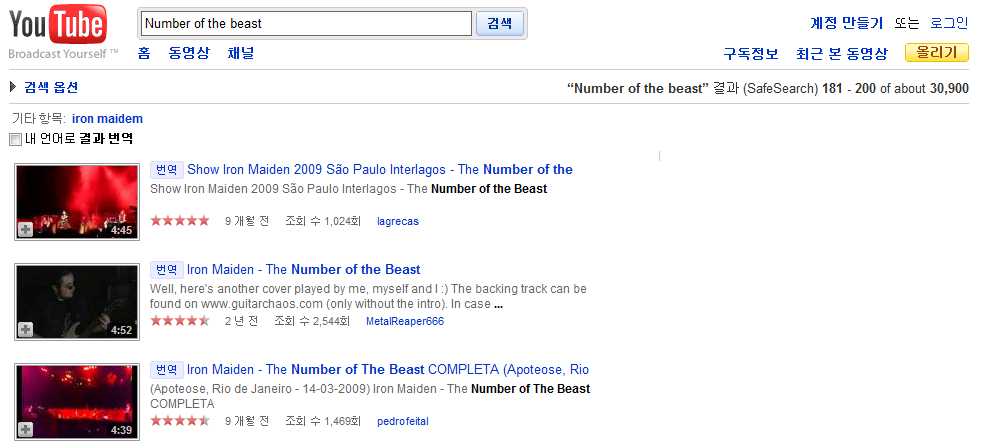 YouTube
Broadcast Yourself ™
Number of the beast
검색
계정 만들기 또는 로그인
홈 동영상 채널
구독정보 최근 본 동영상 올리기
검색 옵션
“Number of the beast” 결과 (SafeSearch) 181 - 200 of about 30,900
기타 항목: iron maidem
내 언어로 결과 번역
번역 Show Iron Maiden 2009 São Paulo Interlagos - The Number of the
Show Iron Maiden 2009 São Paulo Interlagos - The Number of the Beast
4:45
9 개월 전 조회 수 1,024회 lagrecas
번역 Iron Maiden - The Number of the Beast
Well, here's another cover played by me, myself and I :) The backing track can be
found on www.guitarchaos.com (only without the intro). In case ...
4:52
2 년 전 조회 수 2,544회 MetalReaper666
번역 Iron Maiden - The Number of The Beast COMPLETA (Apoteose, Rio
(Apoteose, Rio de Janeiro - 14-03-2009) Iron Maiden - The Number of The Beast
COMPLETA
4:39
9 개월 전 조회 수 1,469회 pedrofeital